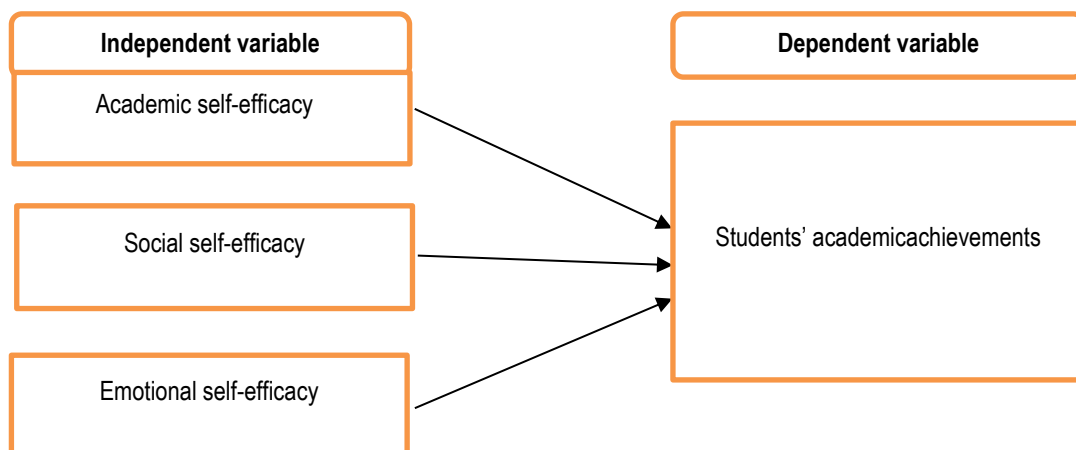 Independent variable
Dependent variable
Academic self-efficacy
Social self-efficacy
Students’ academicachievements
Emotional self-efficacy